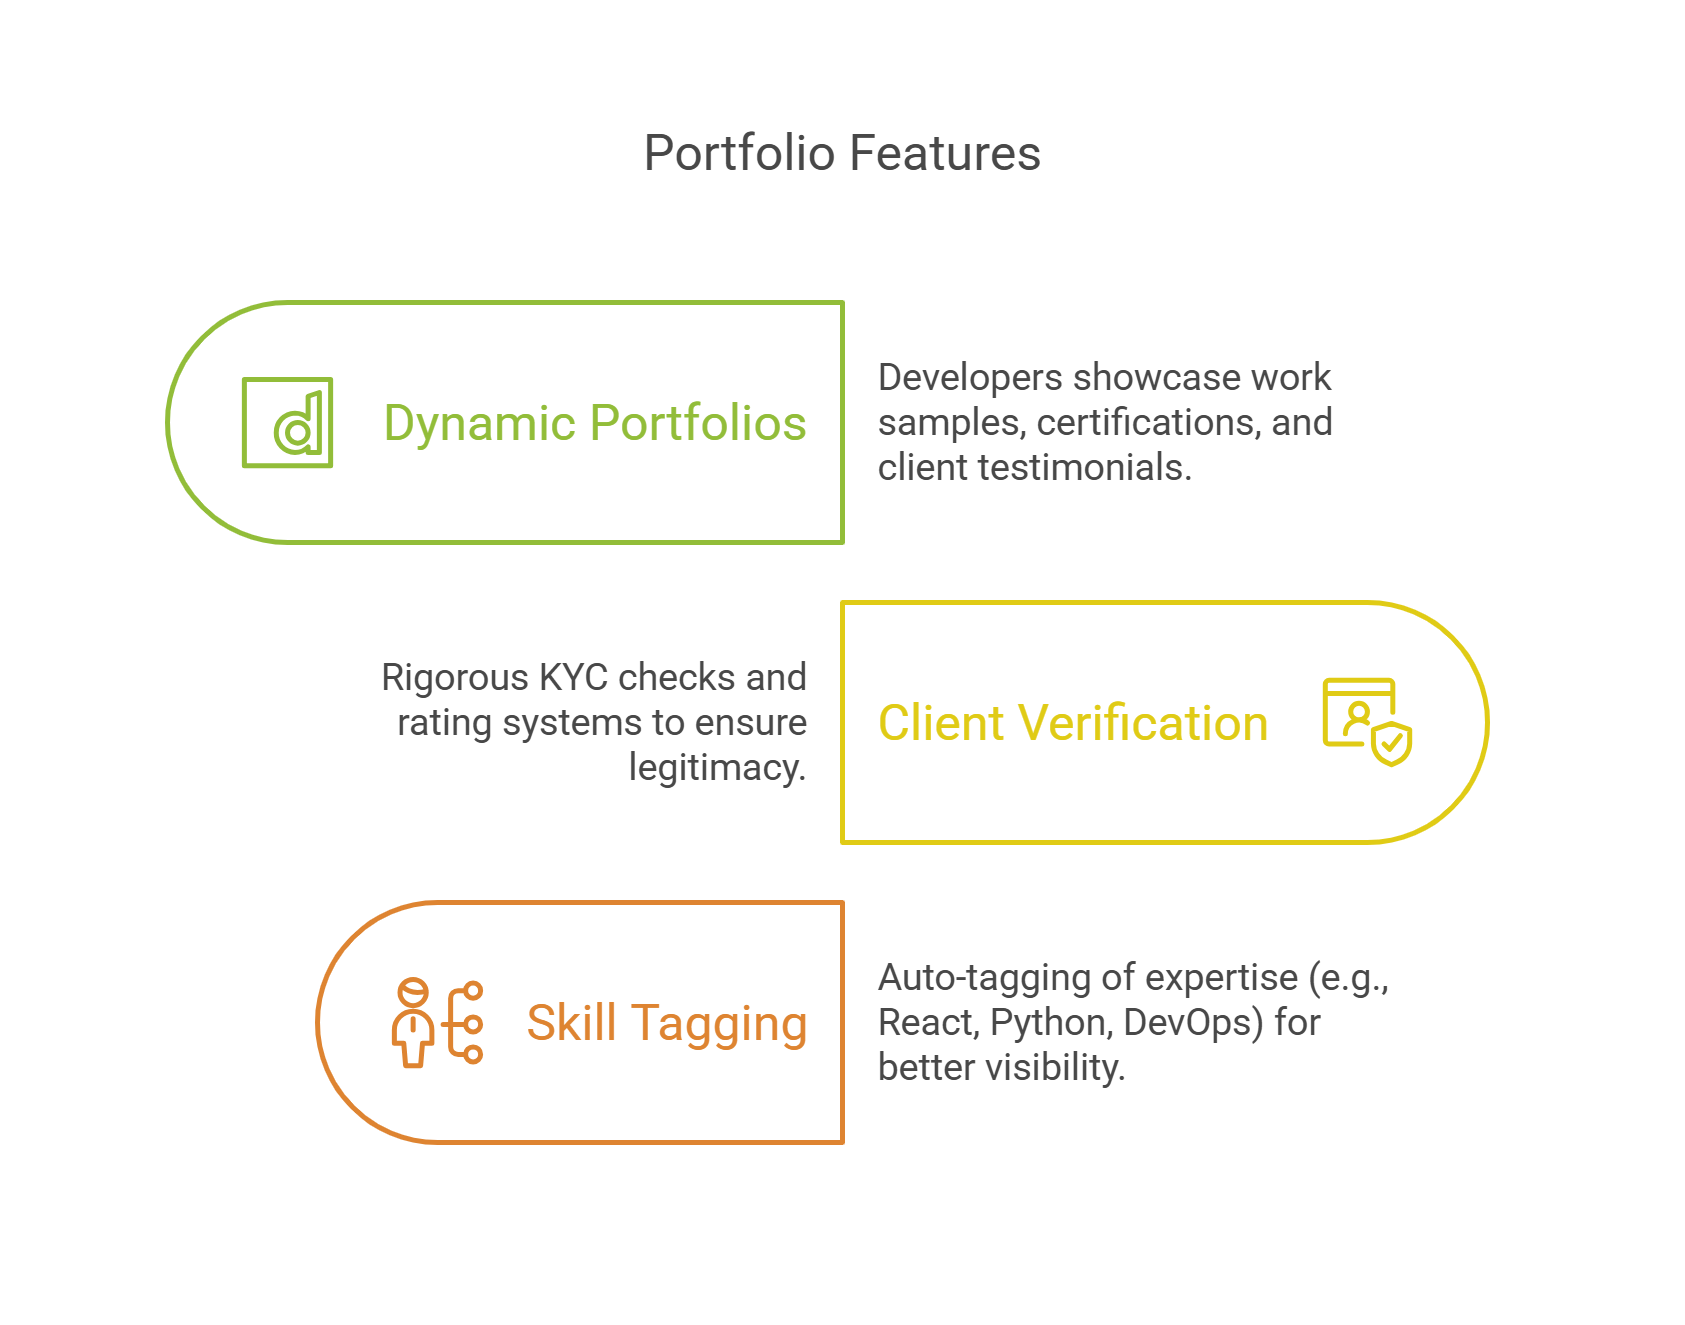 Portfolio Features
Dynamic Portfolios
Developers showcase work
samples, certifications, and
client testimonials.
Rigorous KYC checks and
rating systems to ensure
legitimacy.
Client Verification
Skill Tagging
Auto-tagging of expertise (e.g.,
React, Python, DevOps) for
better visibility.